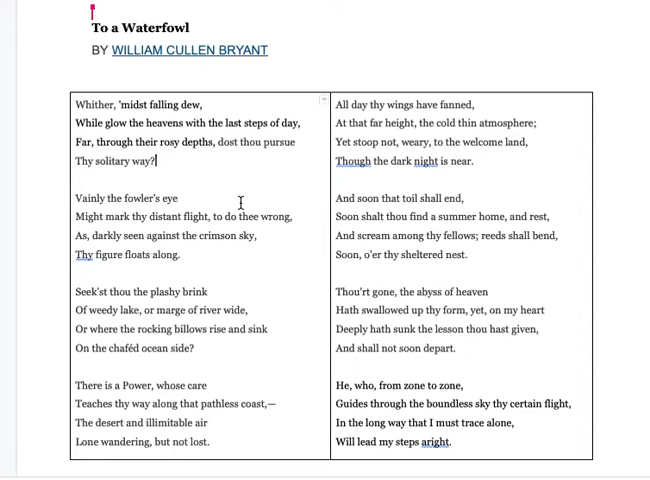 To a Waterfowl
BY WILLIAM CULLEN BRYANT
Whither, 'midst falling dew,
While glow the heavens with the last steps of day,
Far, through their rosy depths, dost thou pursue
Thy solitary way?
Vainly the fowler's eye
Might mark thy distant flight, to do thee wrong,
As, darkly seen against the crimson sky,
Thy figure floats along.
Seek'st thou the plashy brink
Of weedy lake, or marge of river wide,
Or where the rocking billows rise and sink
On the chaféd ocean side?
There is a Power, whose care
Teaches thy way along that pathless coast,—
The desert and illimitable air
Lone wandering, but not lost.
All day thy wings have fanned,
At that far height, the cold thin atmosphere;
Yet stoop not, weary, to the welcome land,
Though the dark night is near.
And soon that toil shall end,
Soon shalt thou find a summer home, and rest,
And scream among thy fellows; reeds shall bend,
Soon, o'er thy sheltered nest.
Thou'rt gone, the abyss of heaven
Hath swallowed up thy form, yet, on my heart
Deeply hath sunk the lesson thou hast given,
And shall not soon depart.
He, who, from zone to zone,
Guides through the boundless sky thy certain flight,
In the long way that I must trace alone,
Will lead my steps aright.